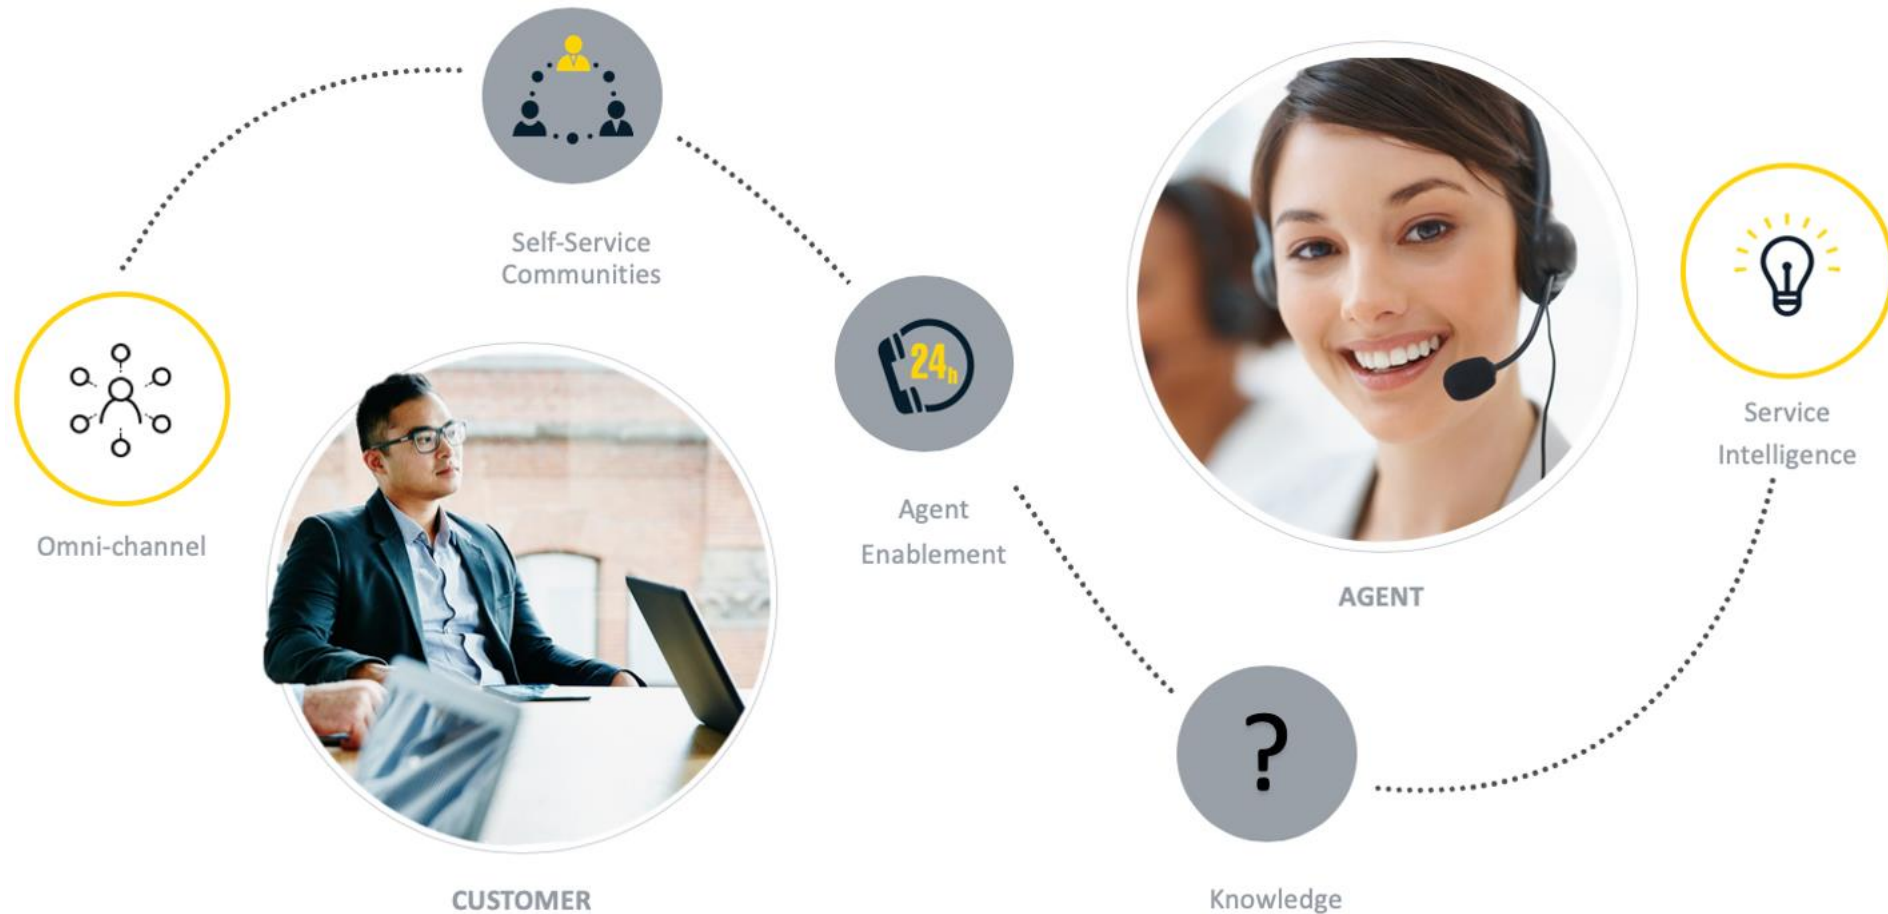 Self-Service
Communities
Omni-channel
24h
Agent
Enablement
Service
Intelligence
AGENT
?
CUSTOMER
Knowledge